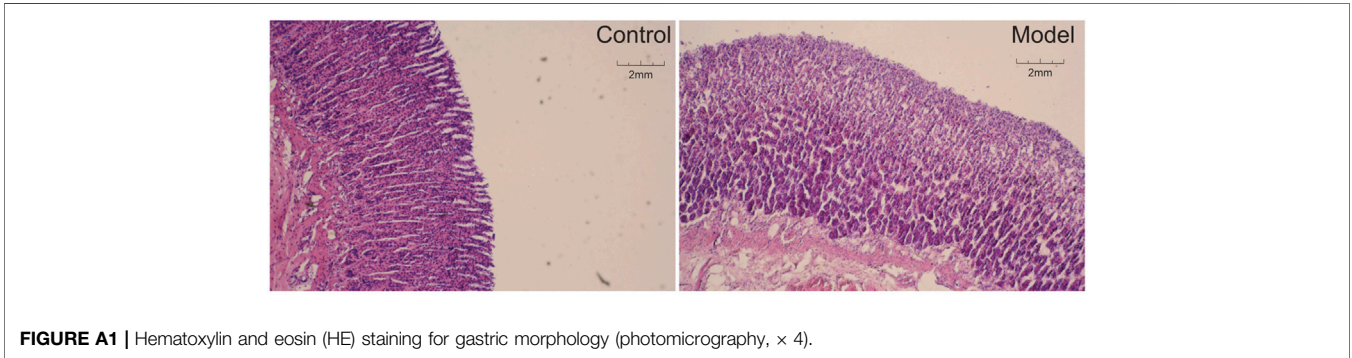 Control
2mm
Model
2mm
FIGURE A1 | Hematoxylin and eosin (HE) staining for gastric morphology (photomicrography, × 4).